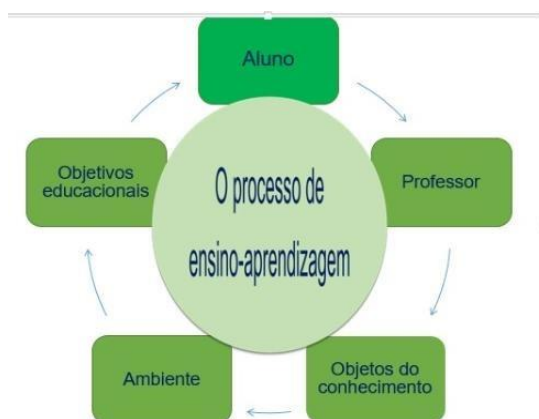 Aluno
Objetivos
educacionais
O processo de
ensino-aprendizagem
Professor
Ambiente
Objetos do
conhecimento